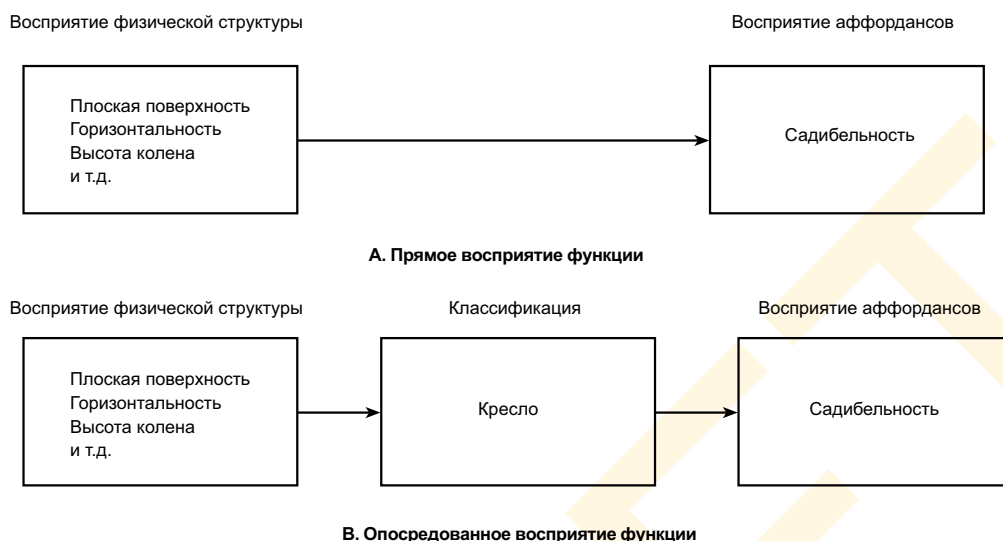 Восприятие физической структуры Восприятие аффордансов
Плоская поверхность
Горизонтальность
Высота колена
и т.д.
Садибельность
А. Прямое восприятие функции
Восприятие физической структуры Классификация Восприятие аффордансов
Плоская поверхность
Горизонтальность
Высота колена
и т.д.
Кресло
Садибельность
В. Опосредованное восприятие функции